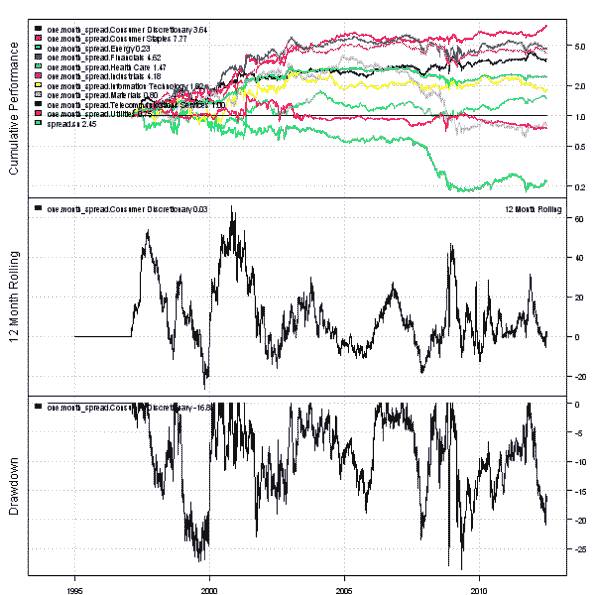 Cumulative Performance
one.month_spread.Consumer Discretionary 3.64
one.month_spread.Consumer Staples 7.77
one.month_spread.Energy 0.23
one.month_spread.Financials 4.62
one.month_spread.Health Care 1.47
one.month_spread.Industrials 4.18
one.month_spread.Information Technology
one.month_spread.Materials
one.month_spread.Telecommunication Services 1.00
one.month_spread.Utilities 0.75
spread.sn 2.45
5.0
2.0
1.0
0.5
0.2
12 Month Rolling
one.month_spread.Consumer Discretionary 0.03
12 Month Rolling
60
40
20
0
-20
Drawdown
one.month_spread.Consumer Discretionary -16.8
0
-5
-10
-15
-20
-25
1995
2000
2005
2010